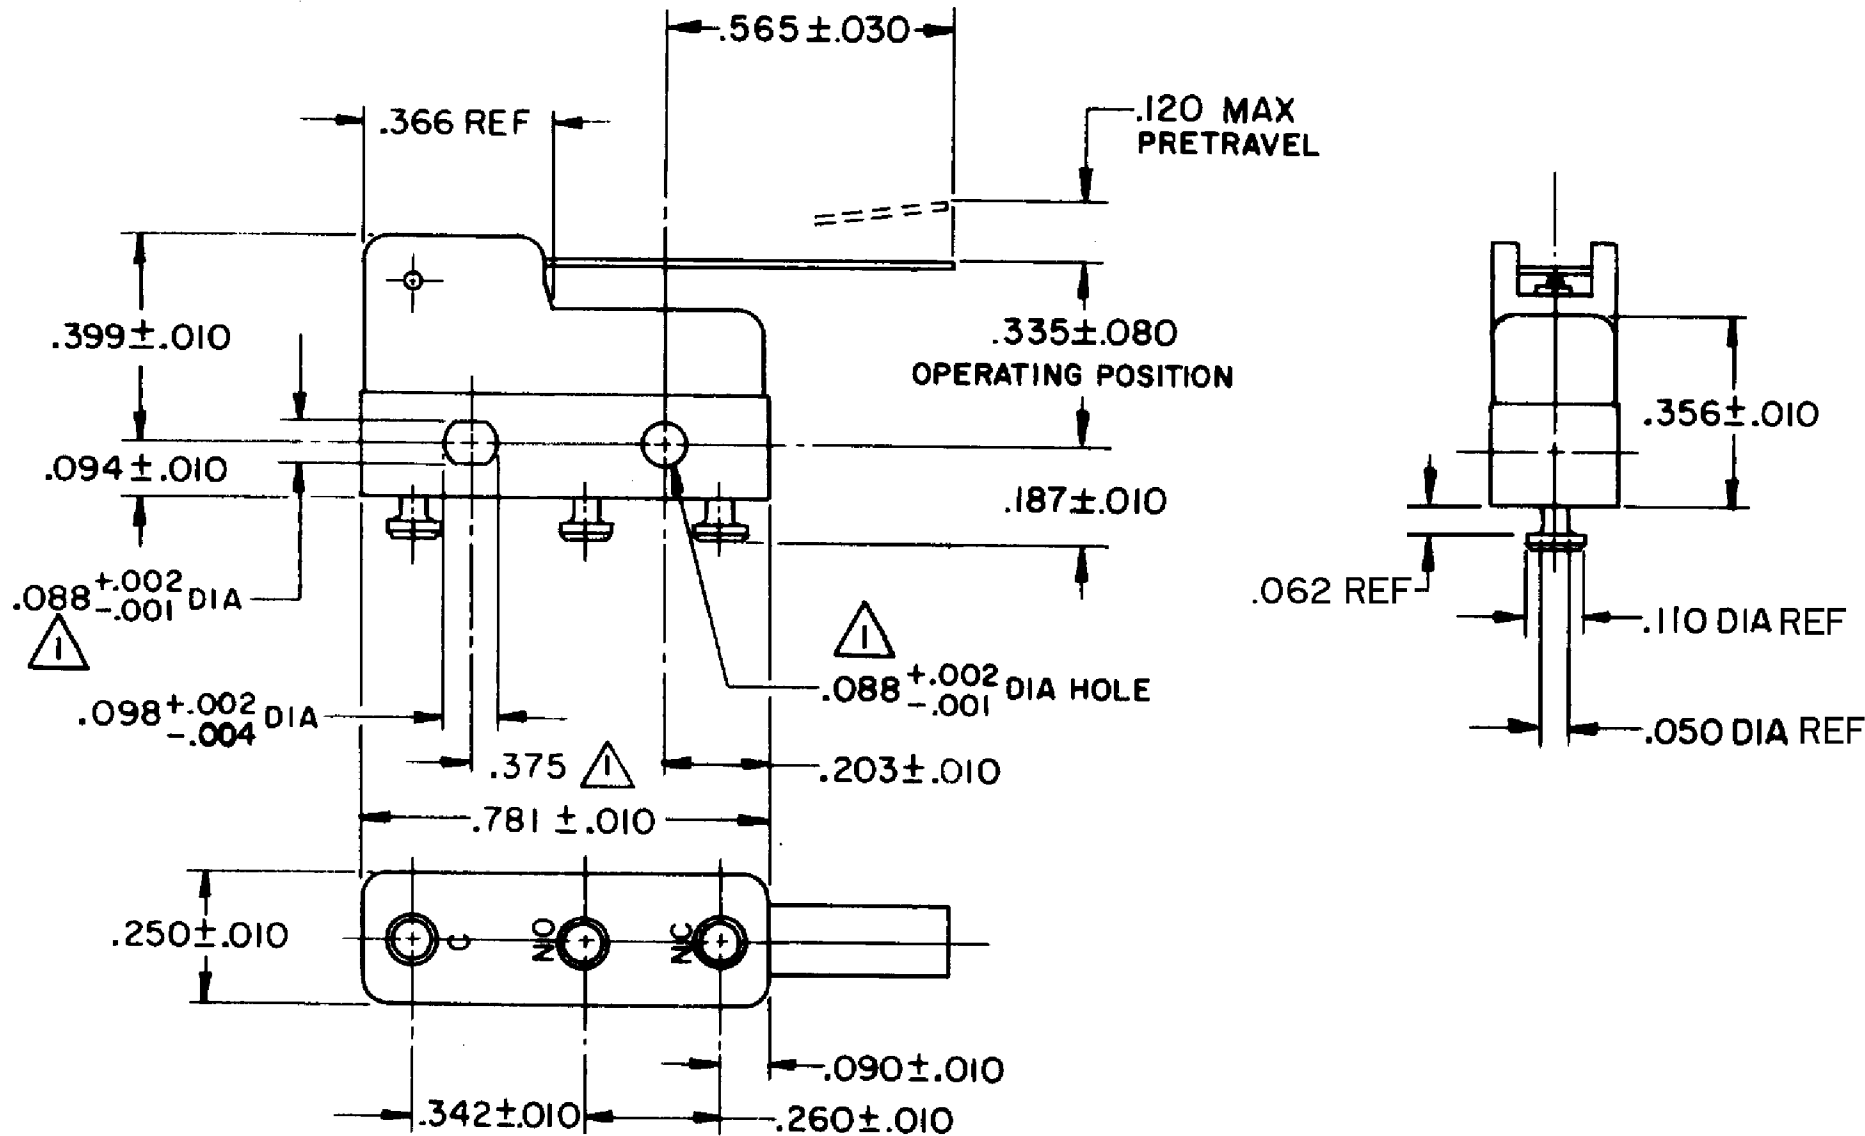 .565±.030
.366 REF
.120 MAX
PRETRAVEL
.399±.010
.335±.080
OPERATING POSITION
.356±.010
.094±.010
.187±.010
.088 +.002 -.001 DIA
1
.062 REF
.110 DIA REF
1
.088 +.002 -.001 DIA HOLE
.098 +.002 -.004 DIA
.050 DIA REF
.375 1
.203±.010
.781±.010
.250±.010
C
NO
NC
.090±.010
.342±.010
.260±.010